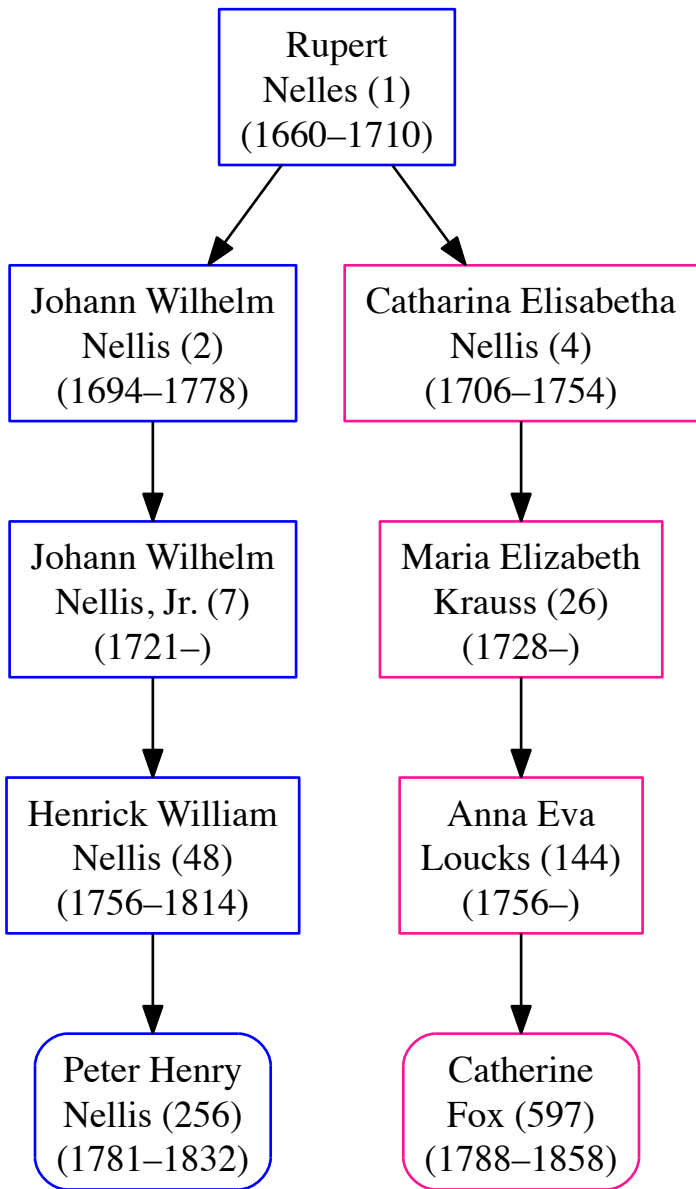 Rupert
Nelles (1)
(1660–1710)
Johann Wilhelm
Nellis (2)
(1694–1778)
Catharina Elisabetha
Nellis (4)
(1706–1754)
Johann Wilhelm
Nellis, Jr. (7)
(1721–)
Maria Elizabeth
Krauss (26)
(1728–)
Henrick William
Nellis (48)
(1756–1814)
Anna Eva
Loucks (144)
(1756–)
Peter Henry
Nellis (256)
(1781–1832)
Catherine
Fox (597)
(1788–1858)